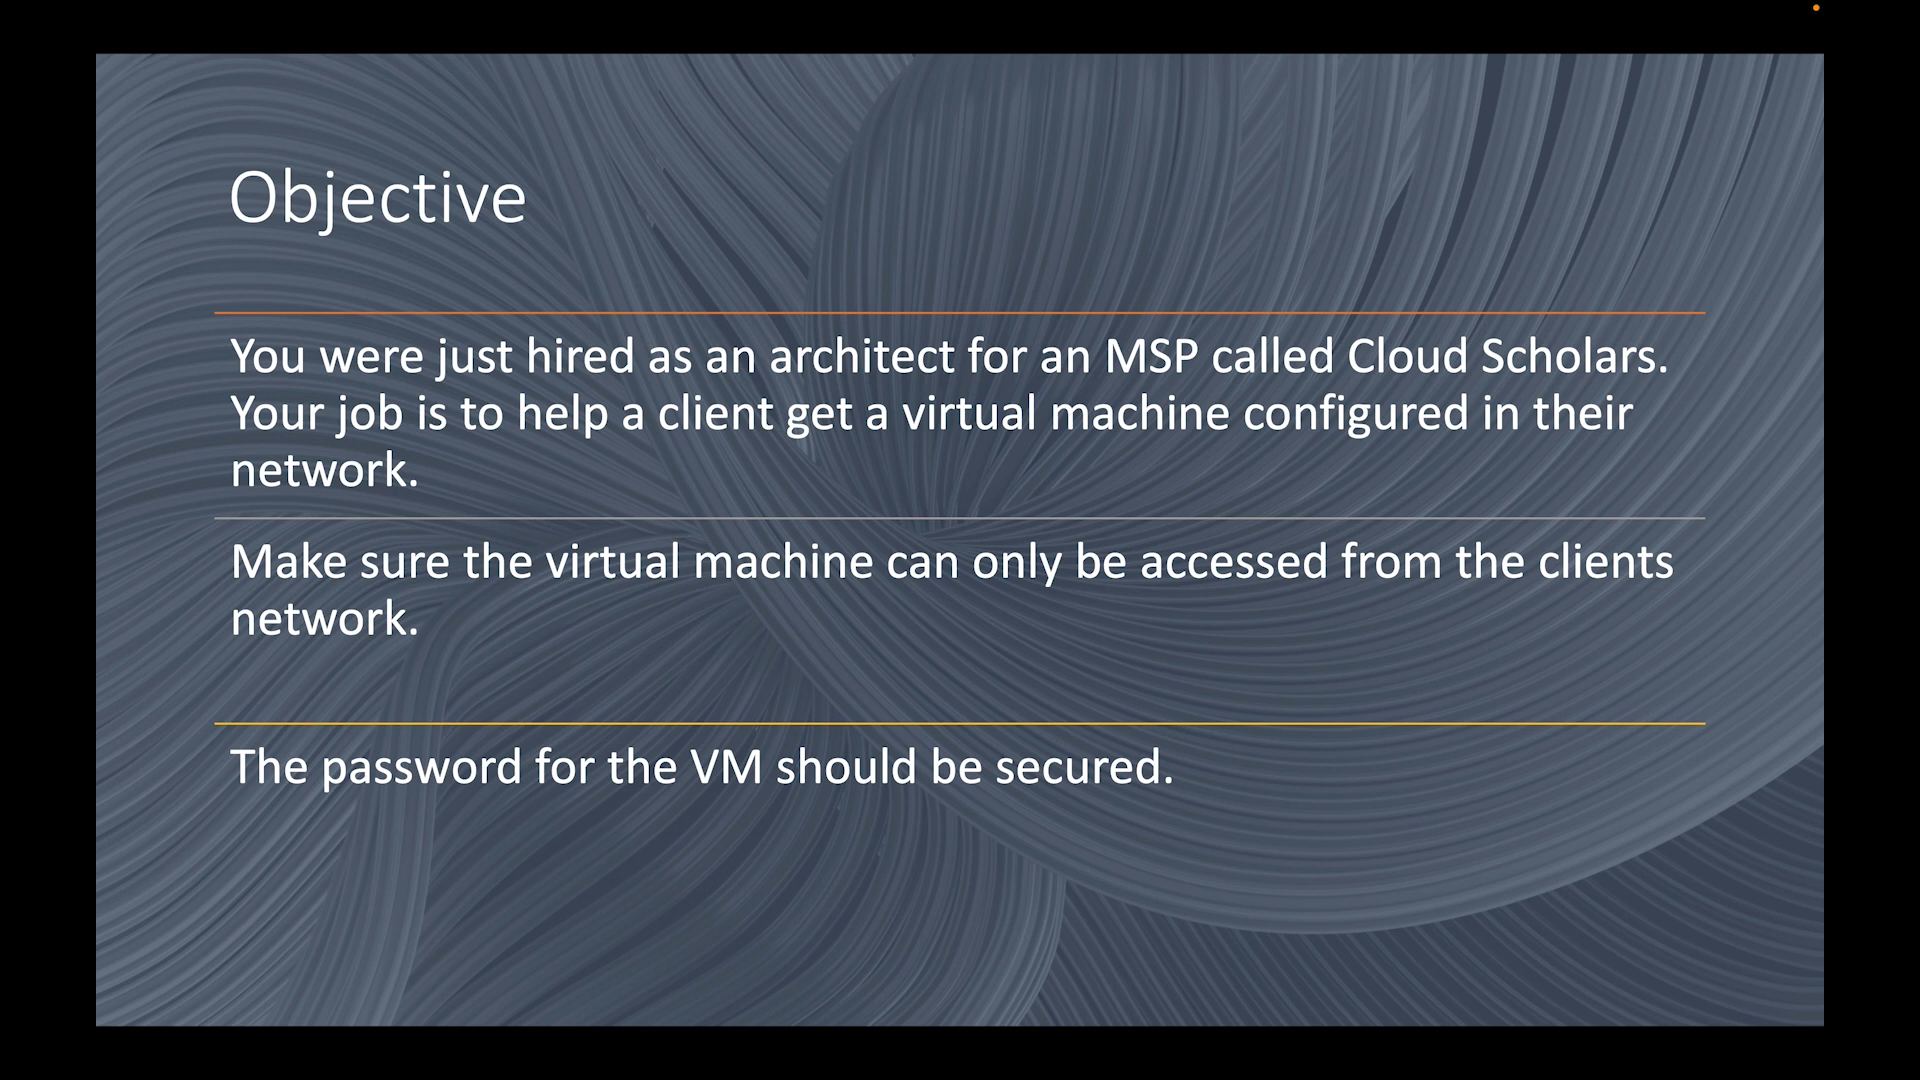 Objective
You were just hired as an architect for an MSP called Cloud Scholars.
Your job is to help a client get a virtual machine configured in their
network.
Make sure the virtual machine can only be accessed from the clients
network.
The password for the VM should be secured.